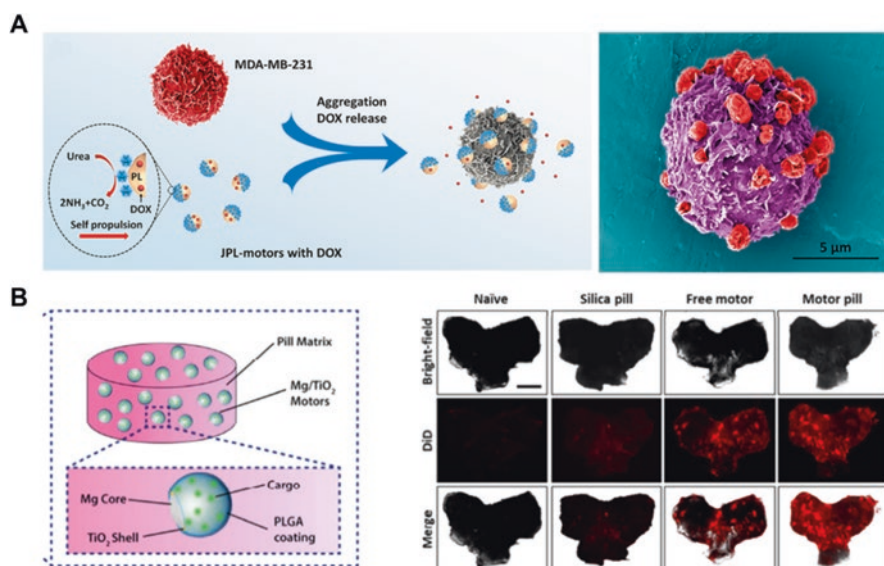 A
MDA-MB-231
Urea
PL
2NH₃+CO₂
DOX
Self propulsion
JPL-motors with DOX
Aggregation
DOX release
5 μm
B
Pill Matrix
Mg/TiO₂
Motors
Mg Core
Cargo
TiO₂ Shell
PLGA
coating
Naïve
Silica pill
Free motor
Motor pill
Bright-field
DiD
Merge